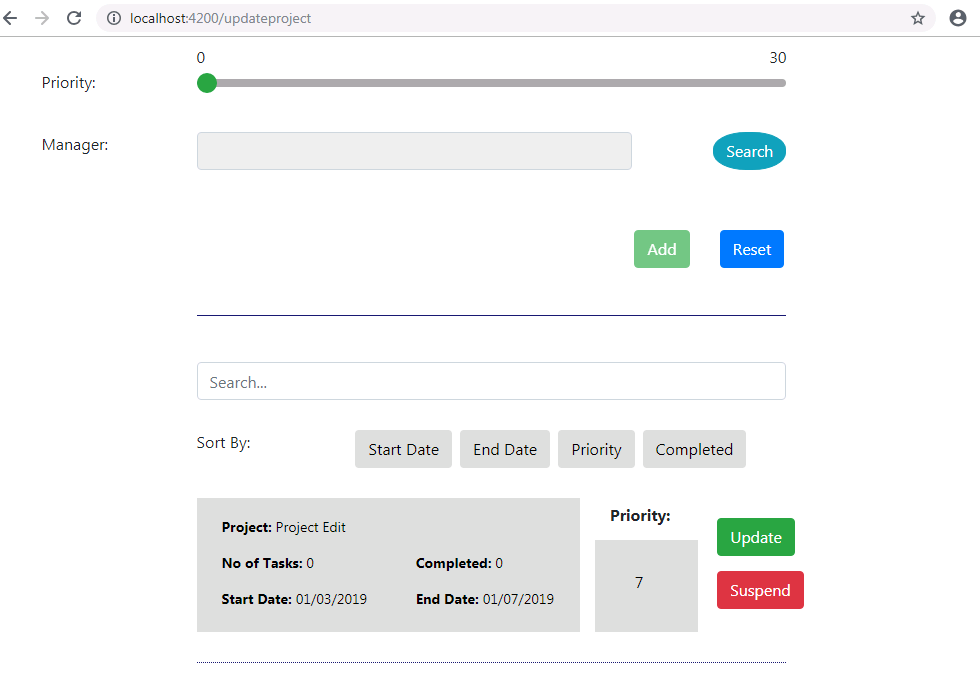 localhost:4200/updateproject
0 30
Priority:
Manager: Search
Add Reset
Search...
Sort By: Start Date End Date Priority Completed
Project: Project Edit
No of Tasks: 0 Completed: 0
Start Date: 01/03/2019 End Date: 01/07/2019
Priority:
7
Update
Suspend